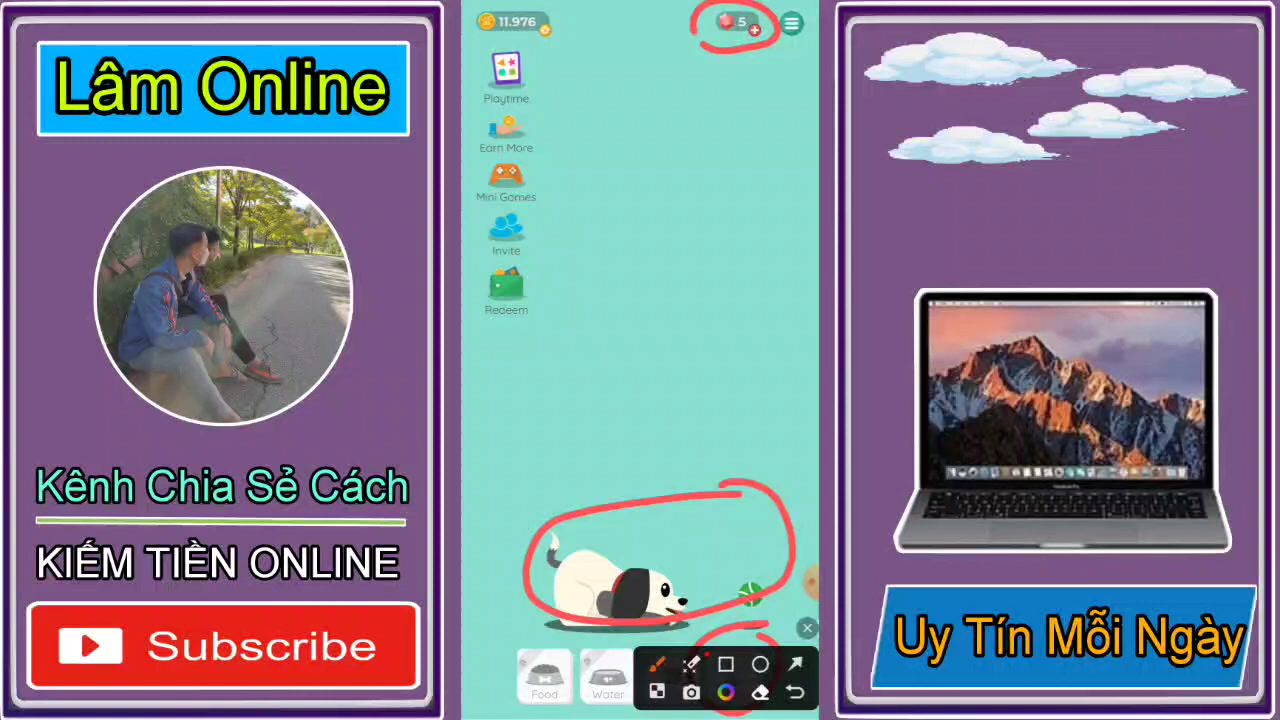 Lâm Online
Kênh Chia Sẻ Cách
KIẾM TIỀN ONLINE
Subscribe
11.976
5
Playtime
Earn More
Mini Games
Invite
Redeem
Food
Water
Uy Tín Mỗi Ngày